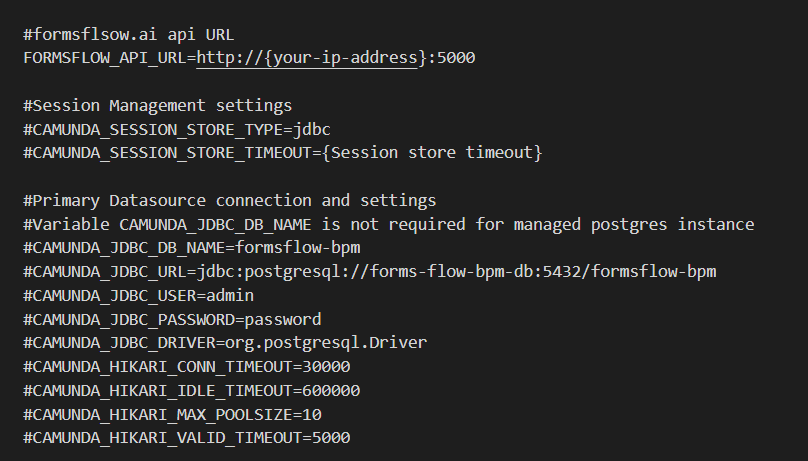 #formsflsow.ai api URL
FORMSFLOW_API_URL=http://{your-ip-address}:5000
#Session Management settings
#CAMUNDA_SESSION_STORE_TYPE=jdbc
#CAMUNDA_SESSION_STORE_TIMEOUT={Session store timeout}
#Primary Datasource connection and settings
#Variable CAMUNDA_JDBC_DB_NAME is not required for managed postgres instance
#CAMUNDA_JDBC_DB_NAME=formsflow-bpm
#CAMUNDA_JDBC_URL=jdbc:postgresql://forms-flow-bpm-db:5432/formsflow-bpm
#CAMUNDA_JDBC_USER=admin
#CAMUNDA_JDBC_PASSWORD=password
#CAMUNDA_JDBC_DRIVER=org.postgresql.Driver
#CAMUNDA_HIKARI_CONN_TIMEOUT=30000
#CAMUNDA_HIKARI_IDLE_TIMEOUT=600000
#CAMUNDA_HIKARI_MAX_POOLSIZE=10
#CAMUNDA_HIKARI_VALID_TIMEOUT=5000